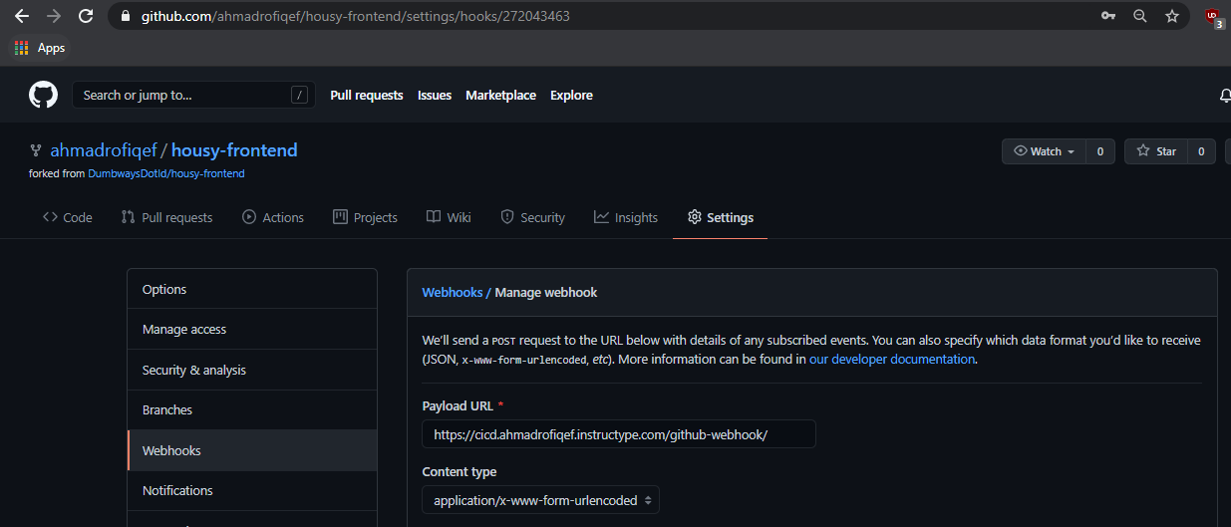 github.com/ahmadrofiqef/housy-frontend/settings/hooks/272043463
UD
3
Apps
Search or jump to... /
Pull requests Issues Marketplace Explore
ahmadrofiqef / housy-frontend
Watch 0
Star 0
forked from DumbwaysDotId/housy-frontend
Code Pull requests Actions Projects Wiki Security Insights Settings
Options
Manage access
Security & analysis
Branches
Webhooks
Notifications
Webhooks / Manage webhook
We'll send a POST request to the URL below with details of any subscribed events. You can also specify which data format you'd like to receive
(JSON, x-www-form-urlencoded, etc). More information can be found in our developer documentation.
Payload URL *
https://cicd.ahmadrofiqef.instructype.com/github-webhook/
Content type
application/x-www-form-urlencoded